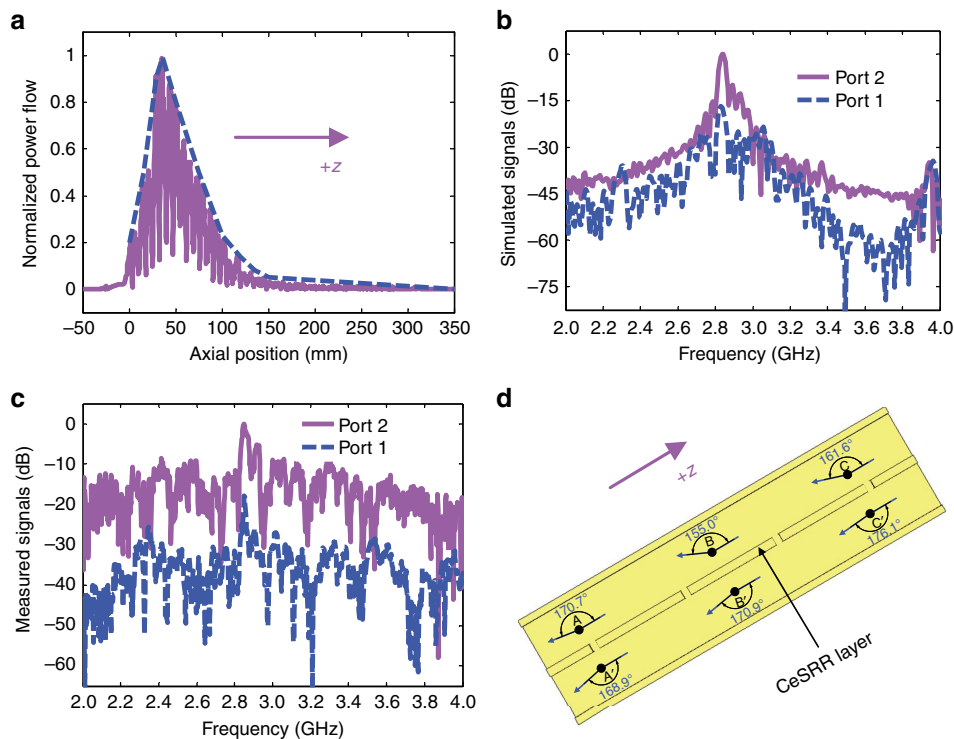 a
Normalized power flow
1
0.8
0.6
0.4
0.2
0
+z
−50 0 50 100 150 200 250 300 350
Axial position (mm)
b
Simulated signals (dB)
0
−15
−30
−45
−60
−75
Port 2
Port 1
2.0 2.2 2.4 2.6 2.8 3.0 3.2 3.4 3.6 3.8 4.0
Frequency (GHz)
c
Measured signals (dB)
0
−10
−20
−30
−40
−50
−60
Port 2
Port 1
2.0 2.2 2.4 2.6 2.8 3.0 3.2 3.4 3.6 3.8 4.0
Frequency (GHz)
d
+z
161.6°
C
C′
176.1°
155.0°
B
B′
170.9°
170.7°
A
A′
168.9°
CeSRR layer